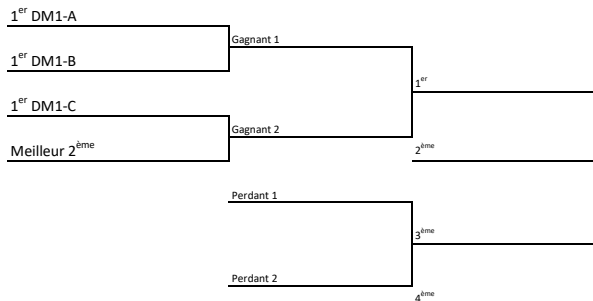 1er DM1-A
Gagnant 1
1er DM1-B
1er
1er DM1-C
Gagnant 2
Meilleur 2ème
2ème
Perdant 1
3ème
Perdant 2
4ème